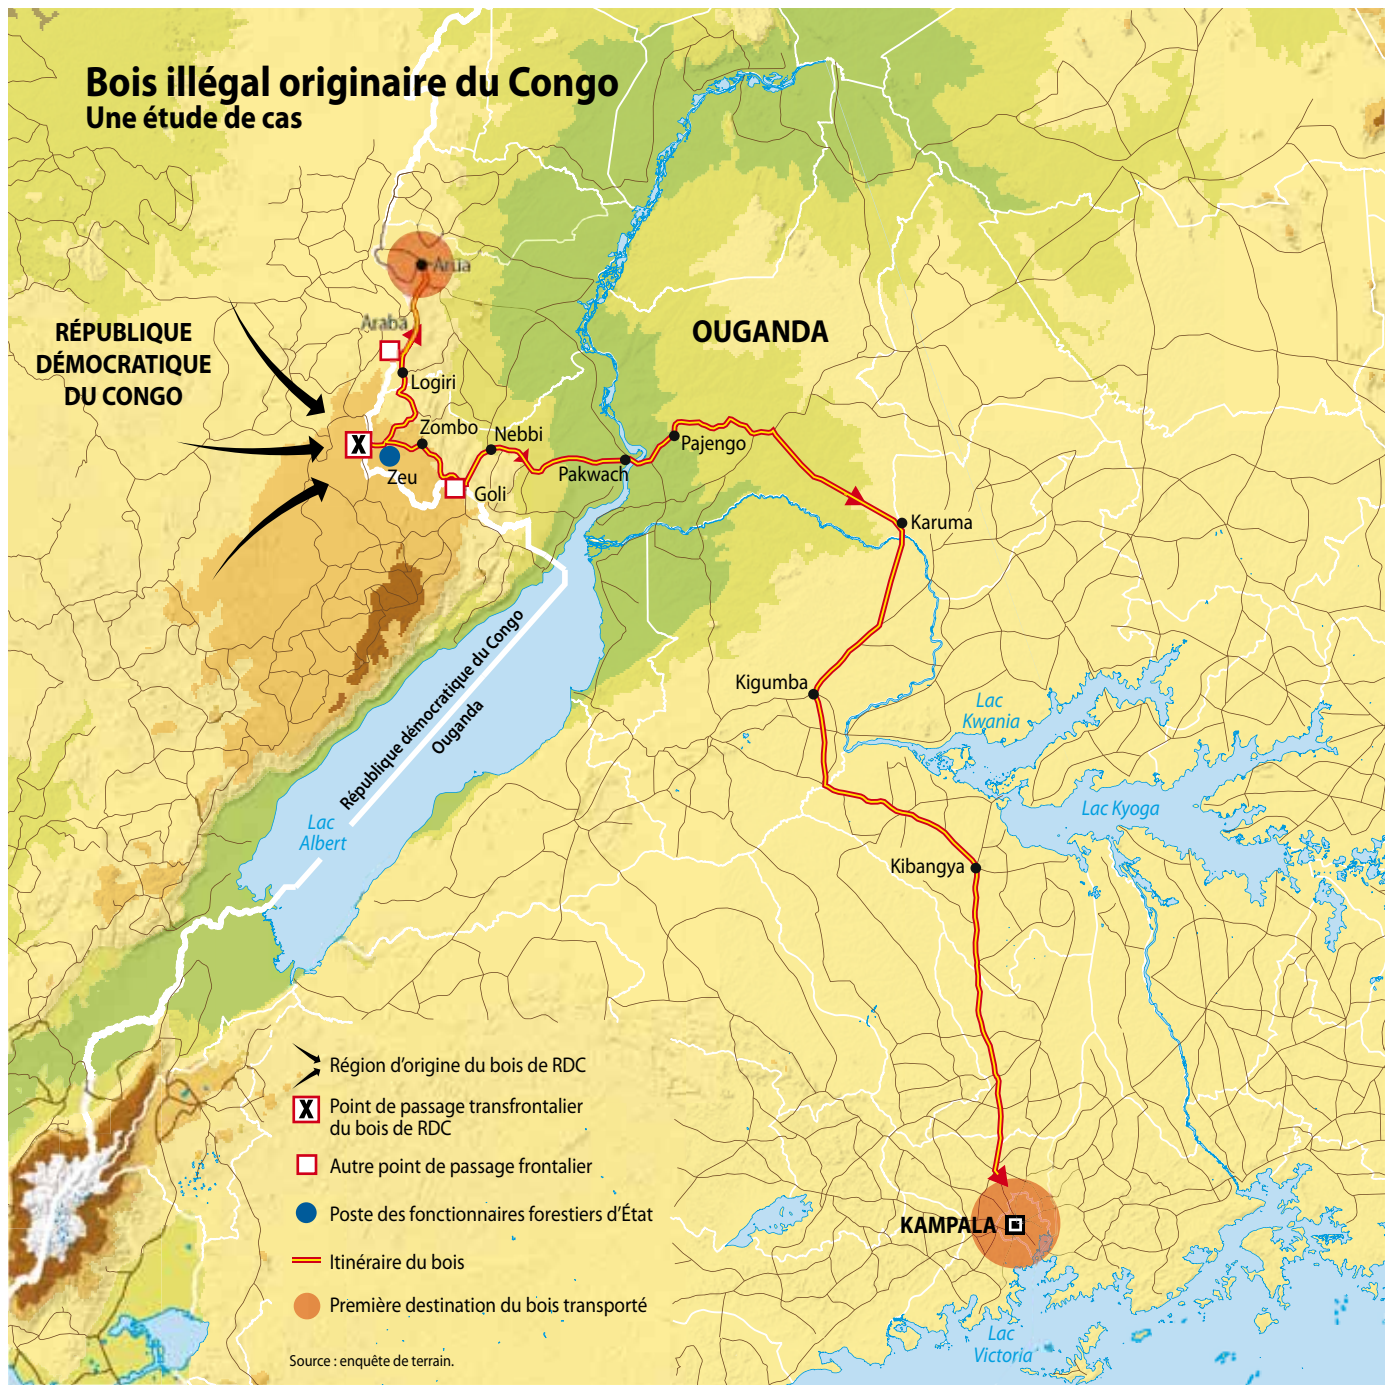 Bois illégal originaire du Congo
Une étude de cas
Arua
Araba
RÉPUBLIQUE
DÉMOCRATIQUE
DU CONGO
OUGANDA
Logiri
Zombo
Nebbi
Pajengo
X
Zeu
Pakwach
Goli
Karuma
République démocratique du Congo
Ouganda
Kigumba
Lac
Kwania
Lac Kyoga
Lac
Albert
Kibangya
Région d'origine du bois de RDC
X
Point de passage transfrontalier
du bois de RDC
Autre point de passage frontalier
Poste des fonctionnaires forestiers d'État
Itinéraire du bois
Première destination du bois transporté
Source : enquête de terrain.
KAMPALA
Lac
Victoria